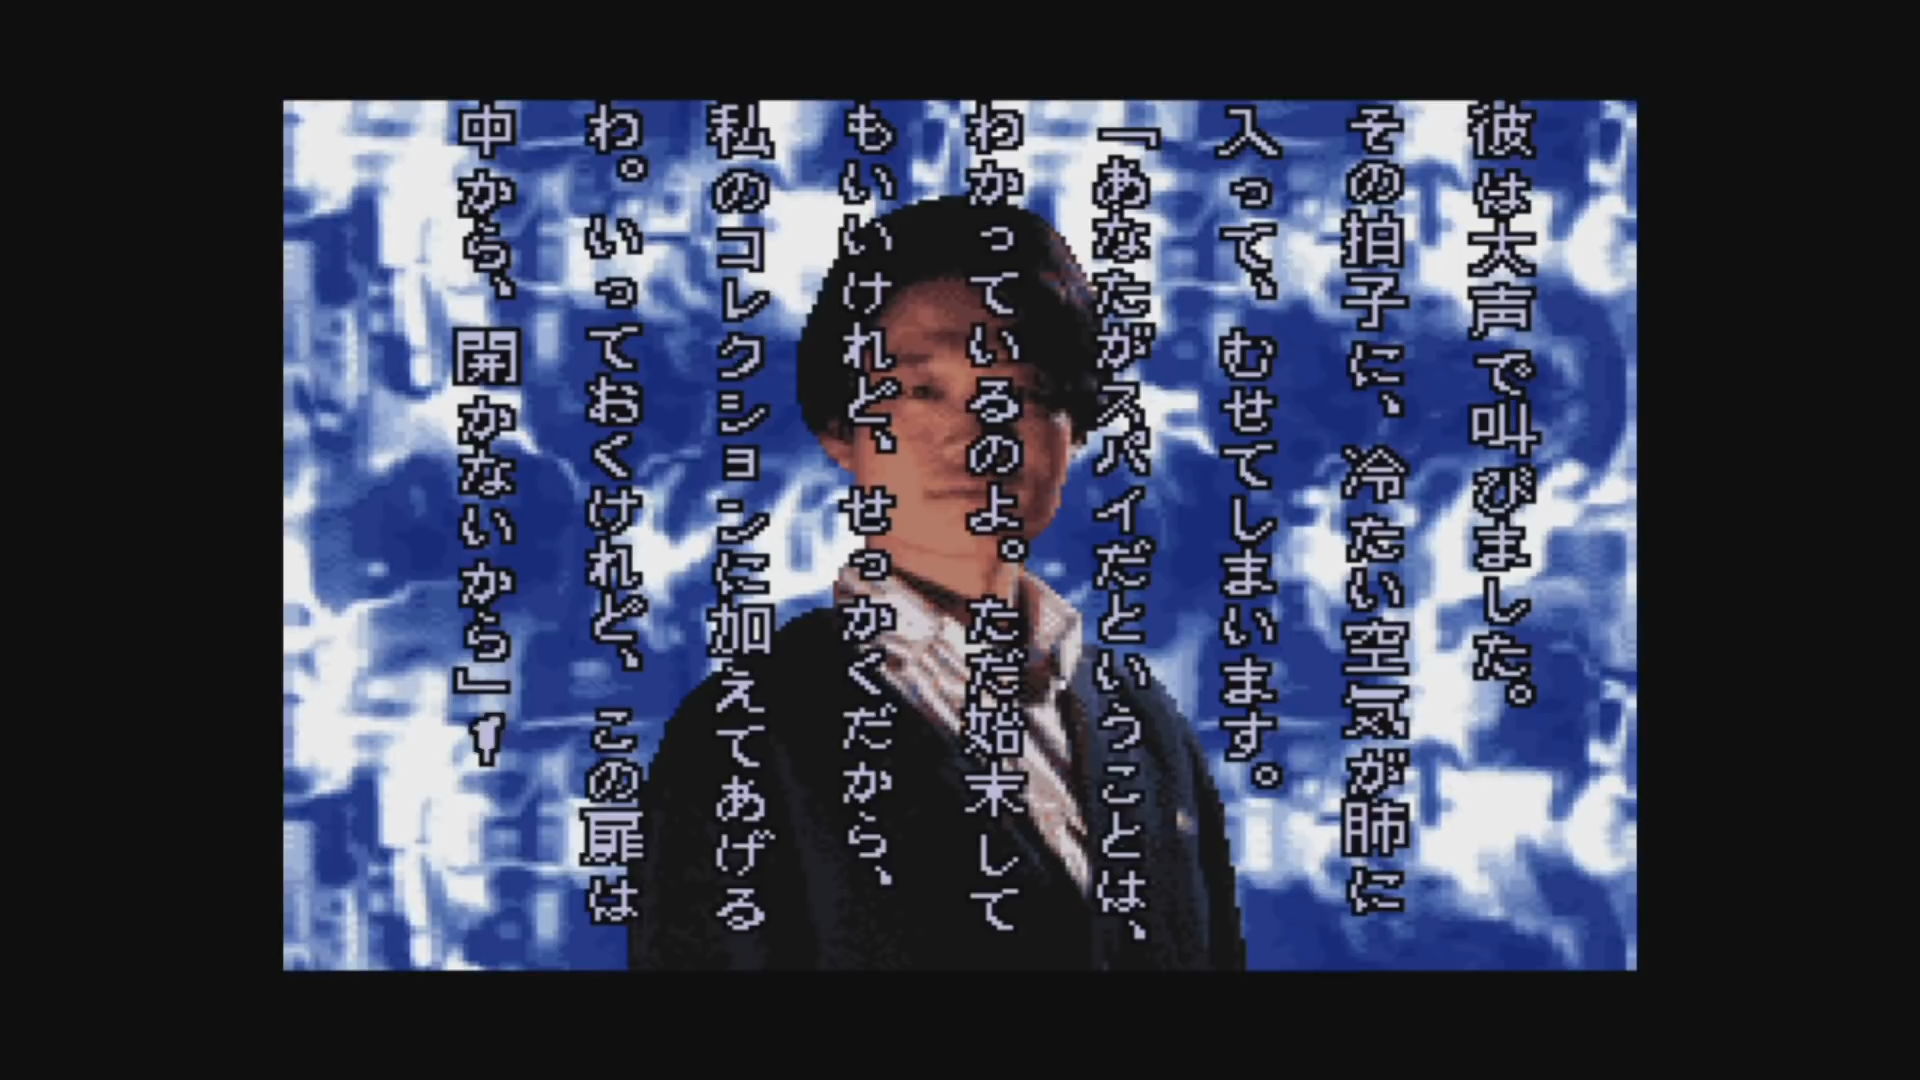 彼は大声で叫びました。
その拍子に、冷たい空気が肺に
入って、むせてしまいます。
「あなたがスパイだということは、
わかっているのよ。ただ始末して
もいいけれど、せっかくだから、
私のコレクションに加えてあげる
わ。いっておくけれど、この扉は
中から、開かないから」